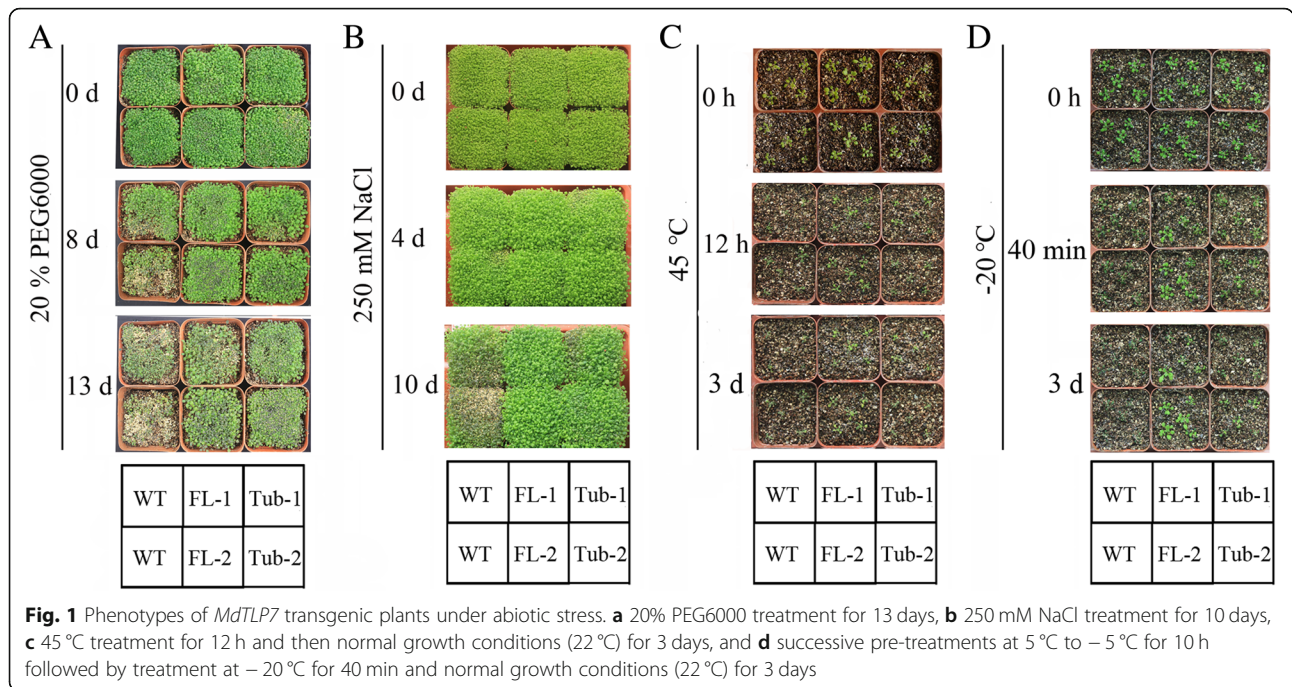 A
B
C
D
20 % PEG6000
0 d
8 d
13 d
250 mM NaCl
0 d
4 d
10 d
45 °C
0 h
12 h
3 d
-20 °C
0 h
40 min
3 d
WT FL-1 Tub-1
WT FL-2 Tub-2
WT FL-1 Tub-1
WT FL-2 Tub-2
WT FL-1 Tub-1
WT FL-2 Tub-2
WT FL-1 Tub-1
WT FL-2 Tub-2
Fig. 1 Phenotypes of MdTLP7 transgenic plants under abiotic stress. a 20% PEG6000 treatment for 13 days, b 250 mM NaCl treatment for 10 days,
c 45 °C treatment for 12 h and then normal growth conditions (22 °C) for 3 days, and d successive pre-treatments at 5 °C to − 5 °C for 10 h
followed by treatment at − 20 °C for 40 min and normal growth conditions (22 °C) for 3 days